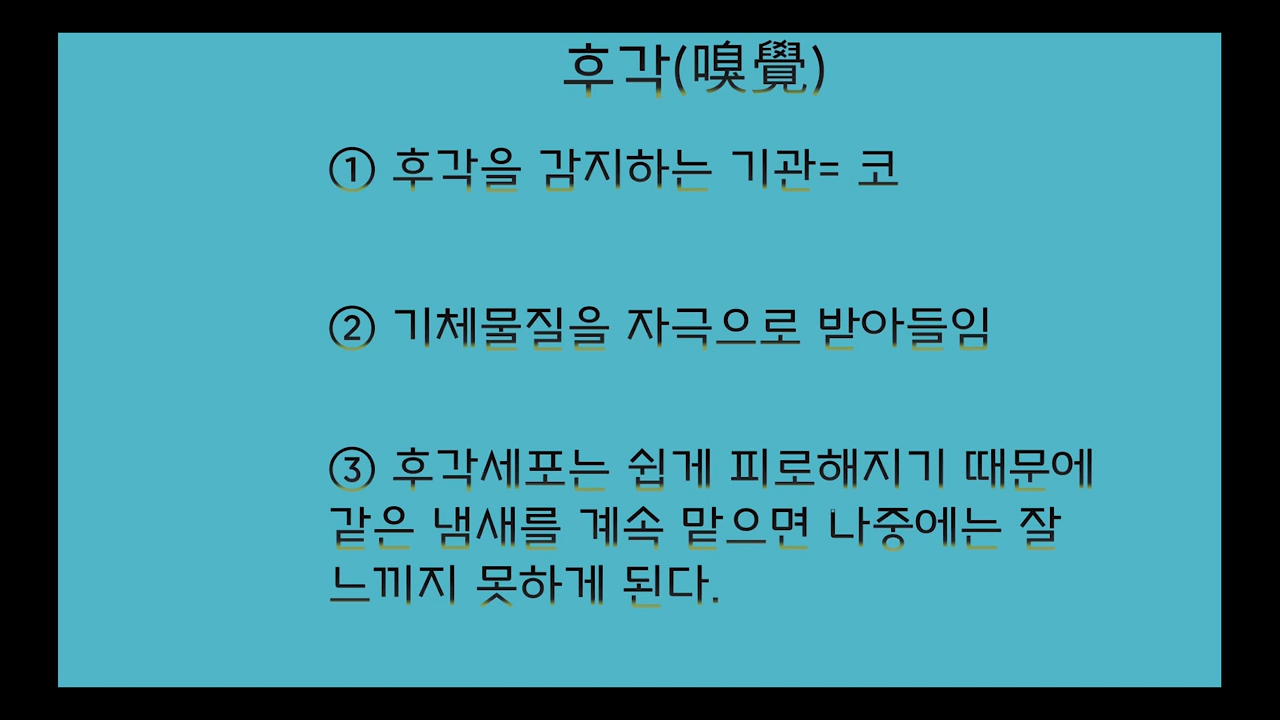 후각(嗅覺)
① 후각을 감지하는 기관= 코
② 기체물질을 자극으로 받아들임
③ 후각세포는 쉽게 피로해지기 때문에
같은 냄새를 계속 맡으면 나중에는 잘
느끼지 못하게 된다.